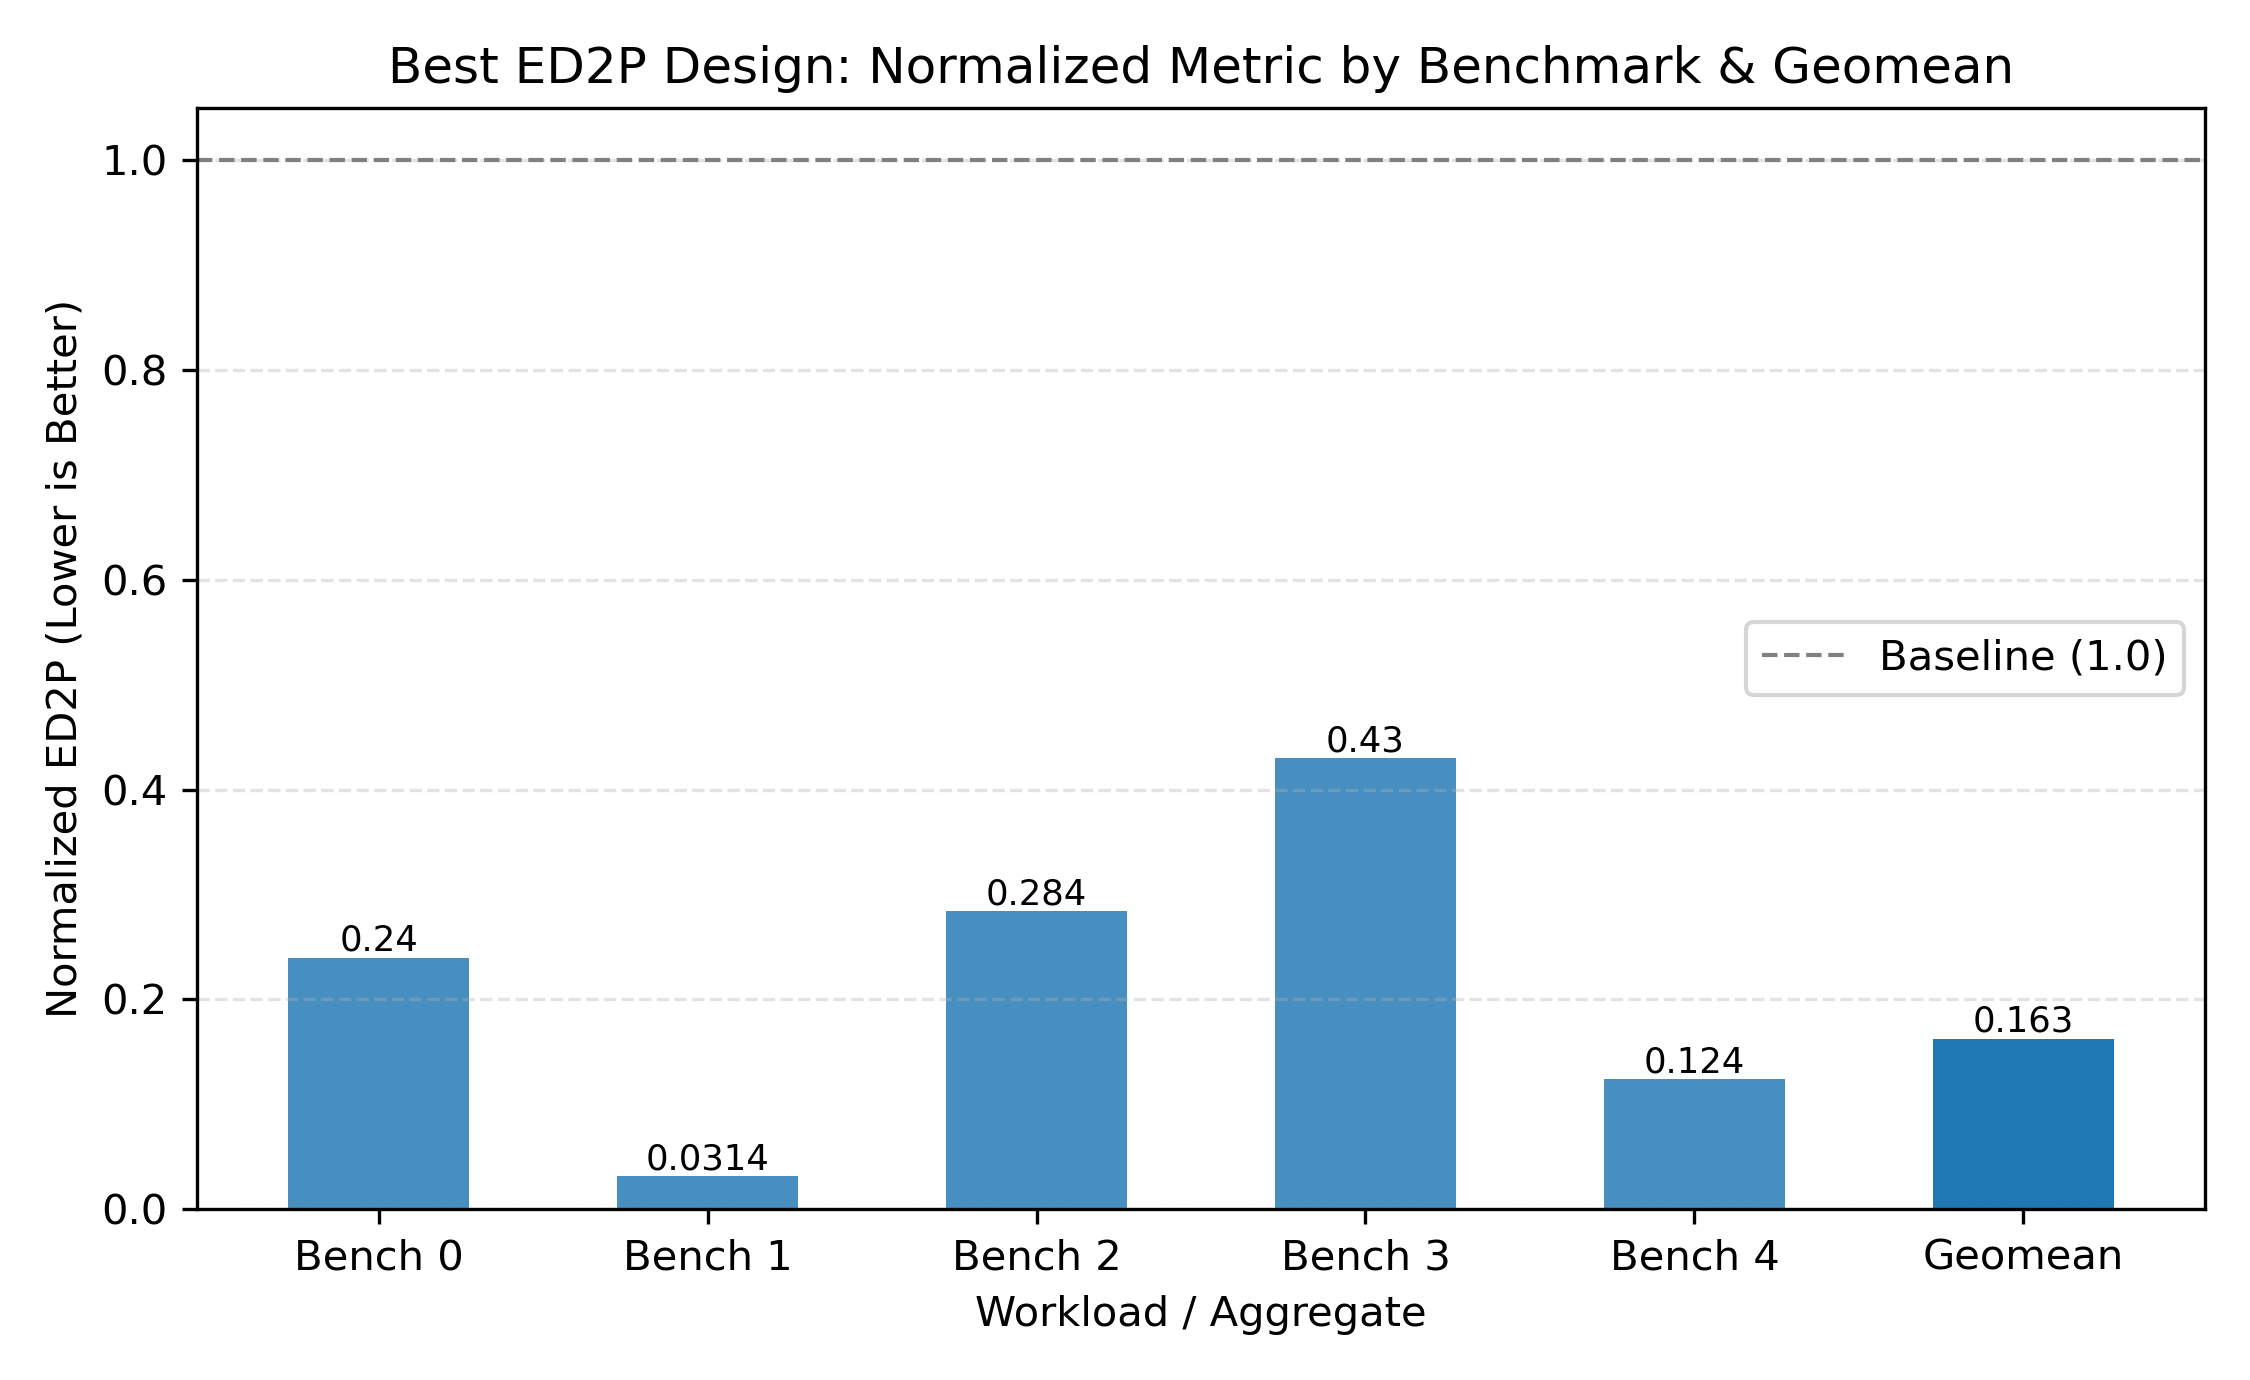 Best ED2P Design: Normalized Metric by Benchmark & Geomean
Normalized ED2P (Lower is Better)
1.0
0.8
0.6
0.4
0.2
0.0
Baseline (1.0)
0.24
0.0314
0.284
0.43
0.124
0.163
Bench 0
Bench 1
Bench 2
Bench 3
Bench 4
Geomean
Workload / Aggregate